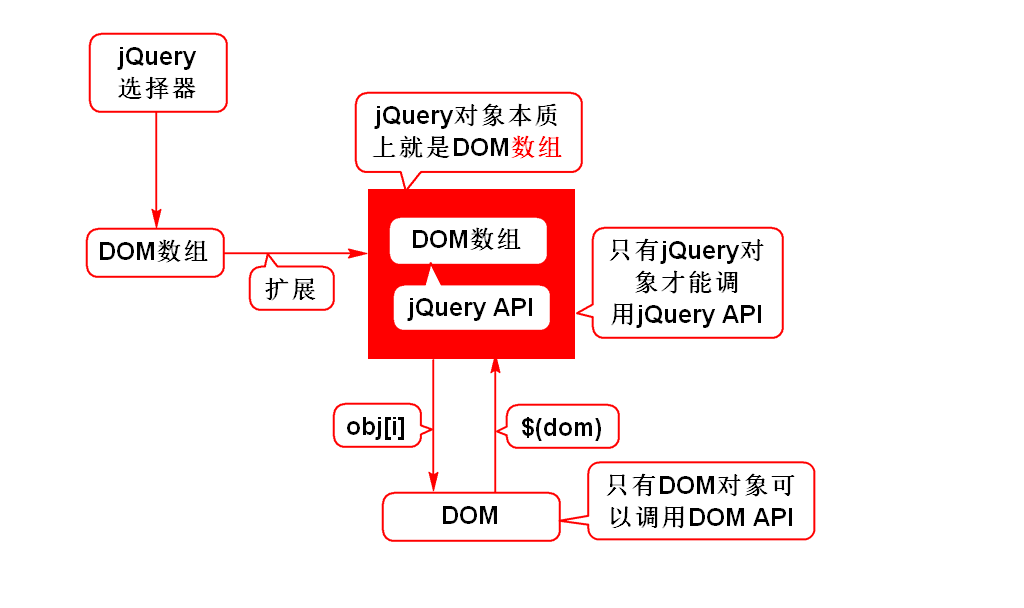 jQuery
选择器
jQuery对象本质
上就是DOM数组
DOM数组
扩展
DOM数组
jQuery API
只有jQuery对
象才能调
用jQuery API
obj[i]
$(dom)
DOM
只有DOM对象可
以调用DOM API